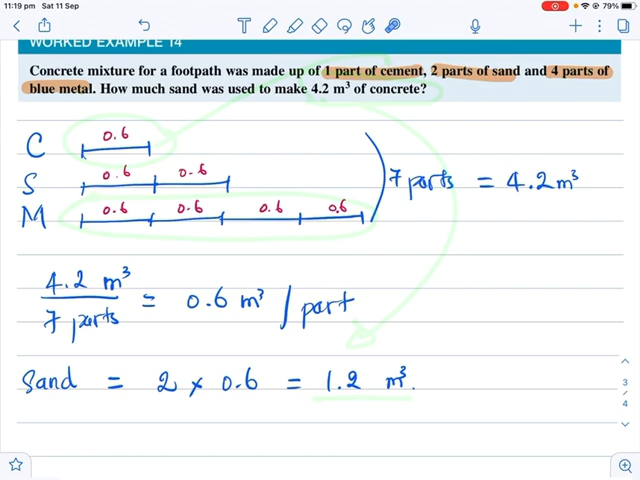 11:19 pm Sat 11 Sep
79%
WORKED EXAMPLE 14
Concrete mixture for a footpath was made up of 1 part of cement, 2 parts of sand and 4 parts of
blue metal. How much sand was used to make 4.2 m³ of concrete?
C 0.6
S 0.6 0.6
M 0.6 0.6 0.6 0.6
7 parts = 4.2m³
4.2 m³ / 7 parts = 0.6 m³ / part
Sand = 2 × 0.6 = 1.2 m³.
3
/
4